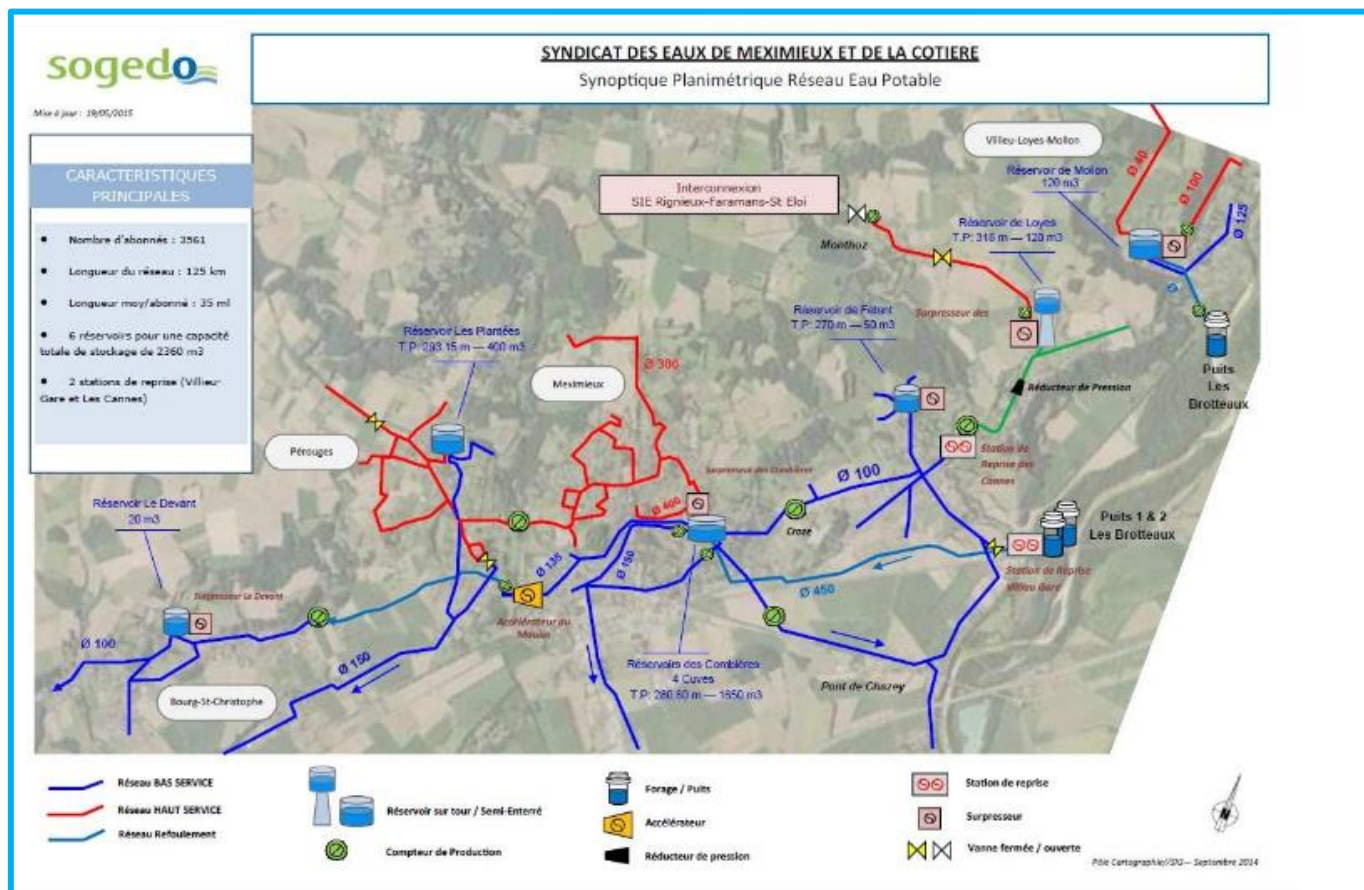 sogedo
SYNDICAT DES EAUX DE MEXIMIEUX ET DE LA COTIERE
Synoptique Planimétrique Réseau Eau Potable
Mise à jour : 19/05/2015
CARACTERISTIQUES
PRINCIPALES
• Nombre d'abonnés : 3561
• Longueur du réseau : 125 km
• Longueur moy/abonné : 35 ml
• 6 réservoirs pour une capacité
totale de stockage de 2360 m3
• 2 stations de reprise (Villieu-
Gare et Les Cannes)
Villieu-Loyes-Mollon
Réservoir de Mollon
120 m3
Ø 40
Ø 100
Ø 125
Interconnexion
SIE Rignieux-Faramans-St Eloi
Monthoz
Réservoir de Loyes
T.P: 316 m — 120 m3
Surpresseur des
Réservoir Les Plantées
T.P: 293.15 m — 400 m3
T.P: 270 m — 50 m3
Réservoir de
Ø 300
Meximieux
Réducteur de Pression
Puits
Les
Brotteaux
Pérouges
Surpresseur des Combières
Station de
Reprise des
Cannes
Ø 100
Ø 400
Croze
Réservoir Le Devant
20 m3
Puits 1 & 2
Les Brotteaux
Ø 135
Ø 150
Ø 450
Station de Reprise
Villieu Gare
Surpresseur Le Devant
Accélérateur du
Moulin
Ø 100
Ø 150
Réservoirs des Combières
4 Cuves
T.P: 280.80 m — 1650 m3
Pont de Chazey
Bourg-St-Christophe
Réseau BAS SERVICE
Réseau HAUT SERVICE
Réseau Refoulement
Réservoir sur tour / Semi-Enterré
Compteur de Production
Forage / Puits
Accélérateur
Réducteur de pression
Station de reprise
Surpresseur
Vanne fermée / ouverte
N
Pôle Cartographie//SIG— Septembre 2014